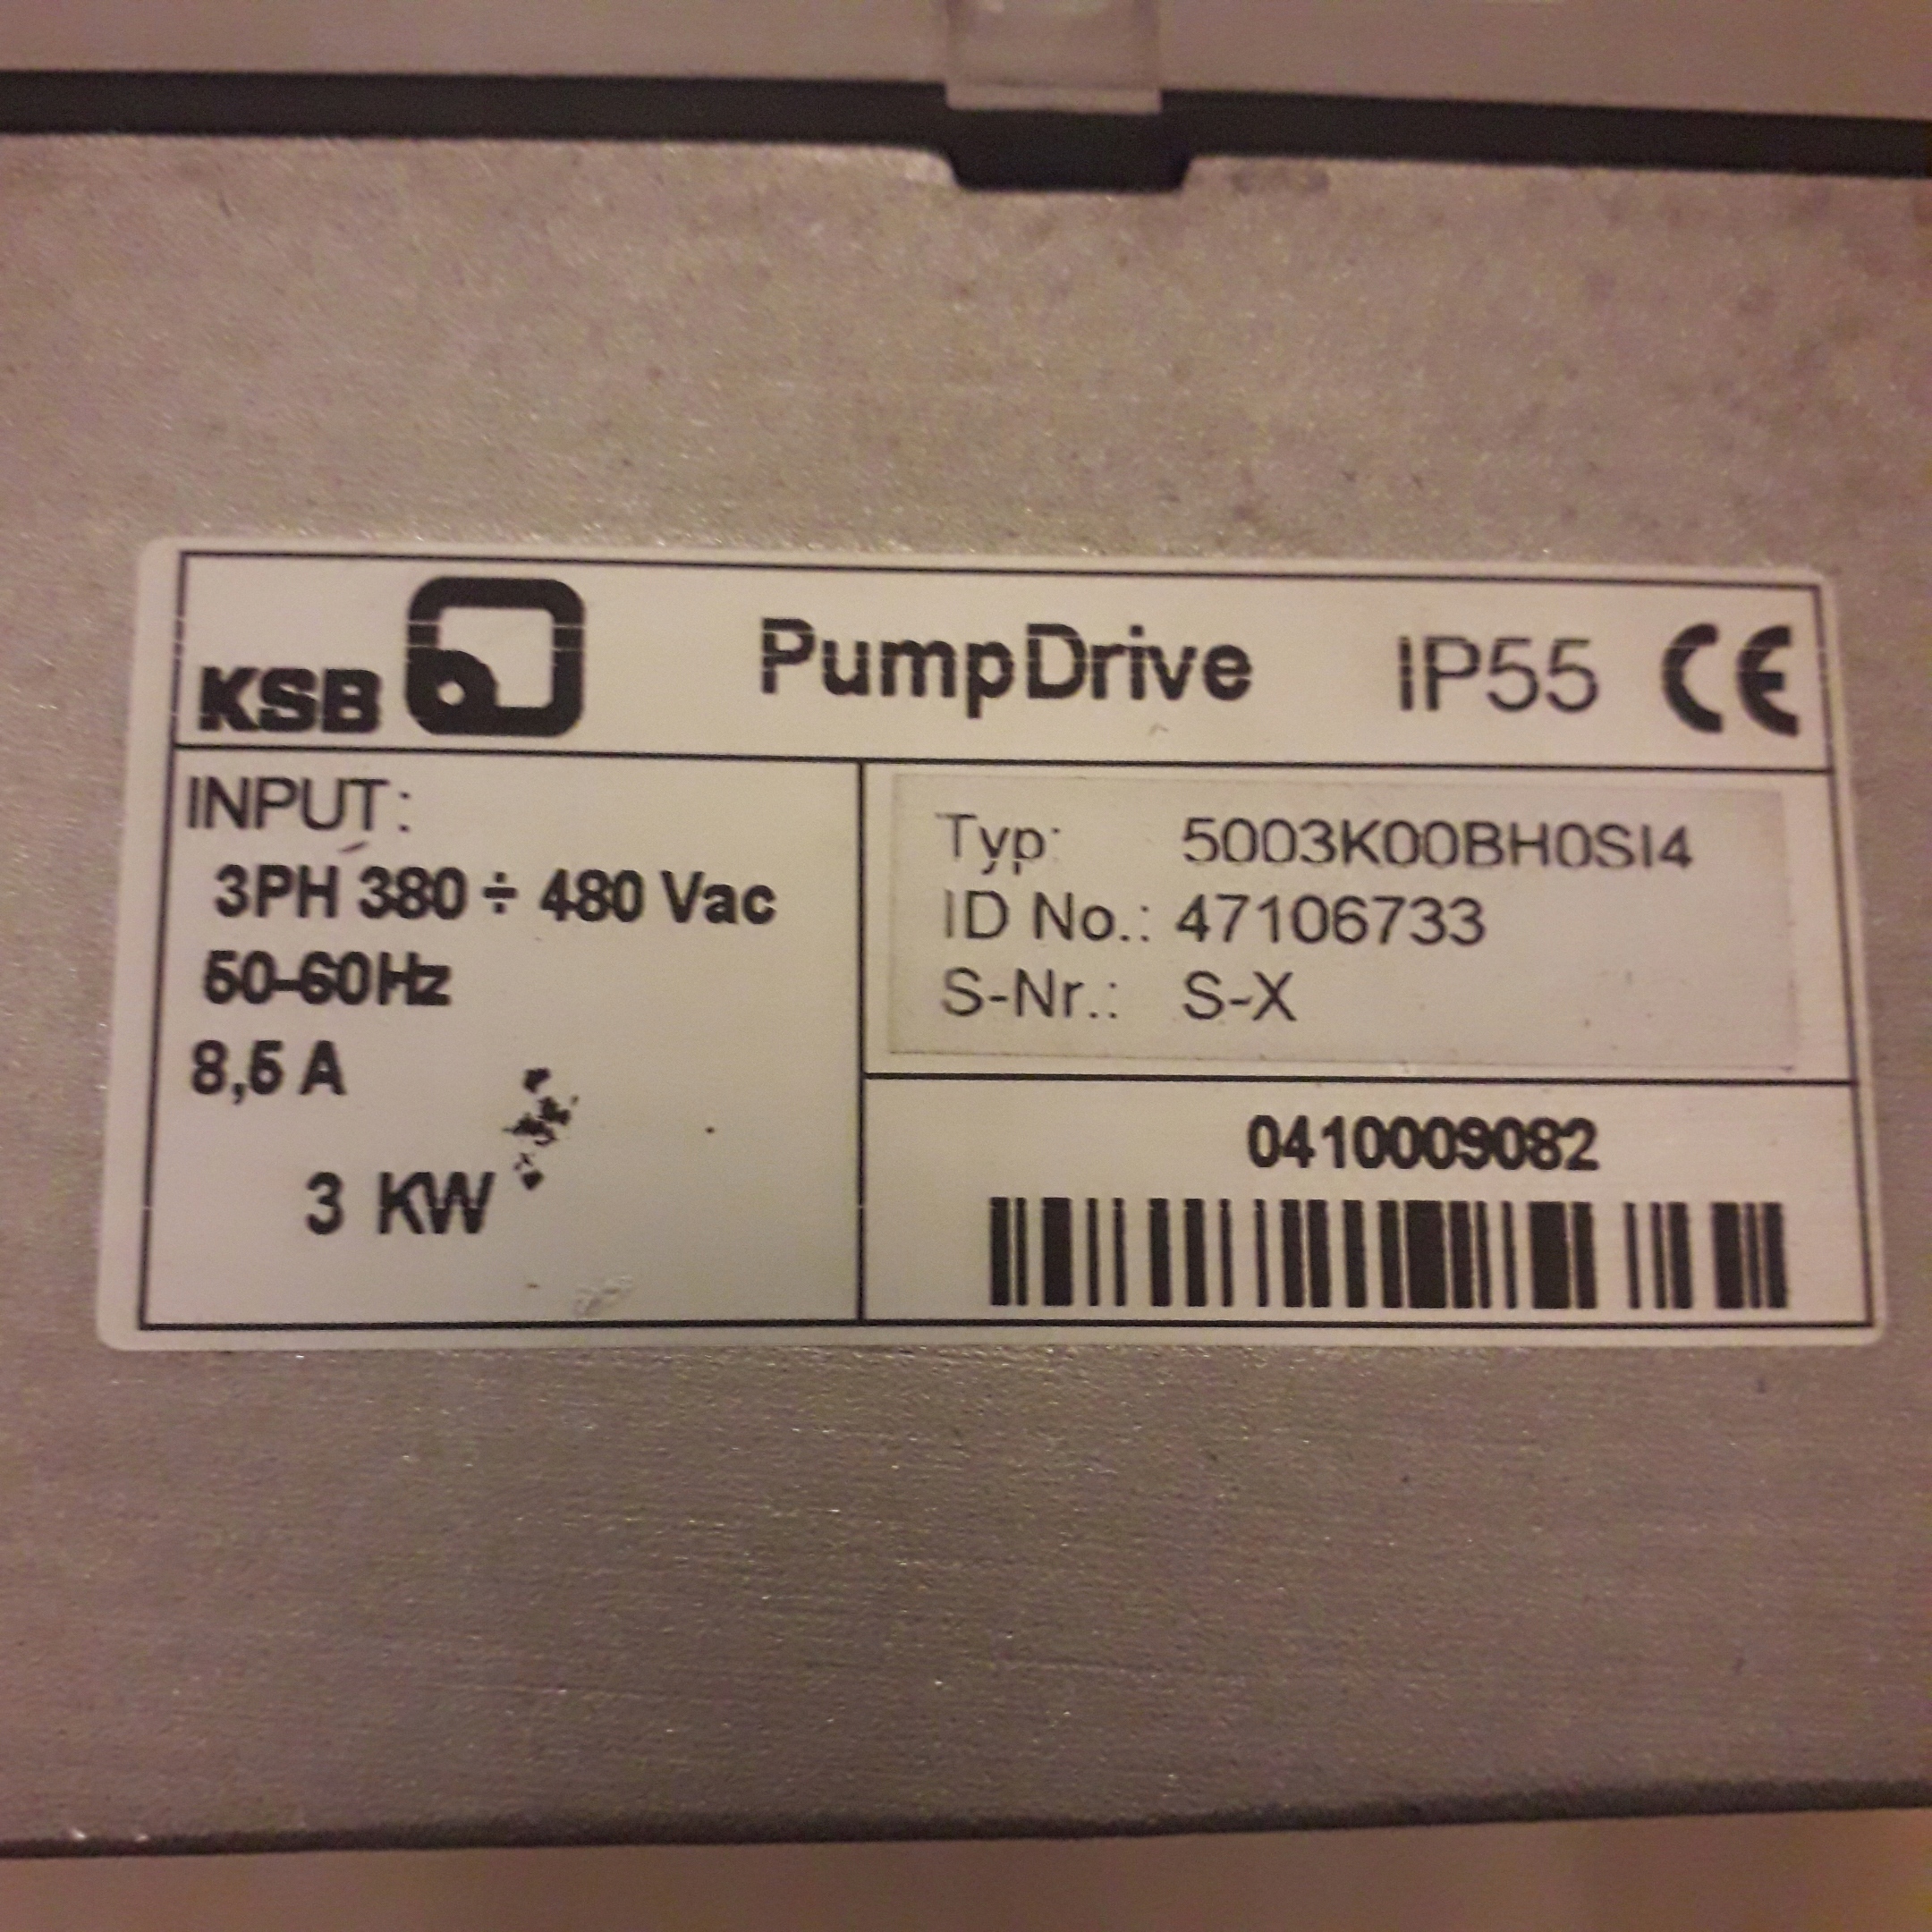 KSB PumpDrive IP55 CE
INPUT:
3PH 380 ÷ 480 Vac
50-60Hz
8,5 A
3 KW
Typ: 5003K00BH0SI4
ID No.: 47106733
S-Nr.: S-X
0410009082